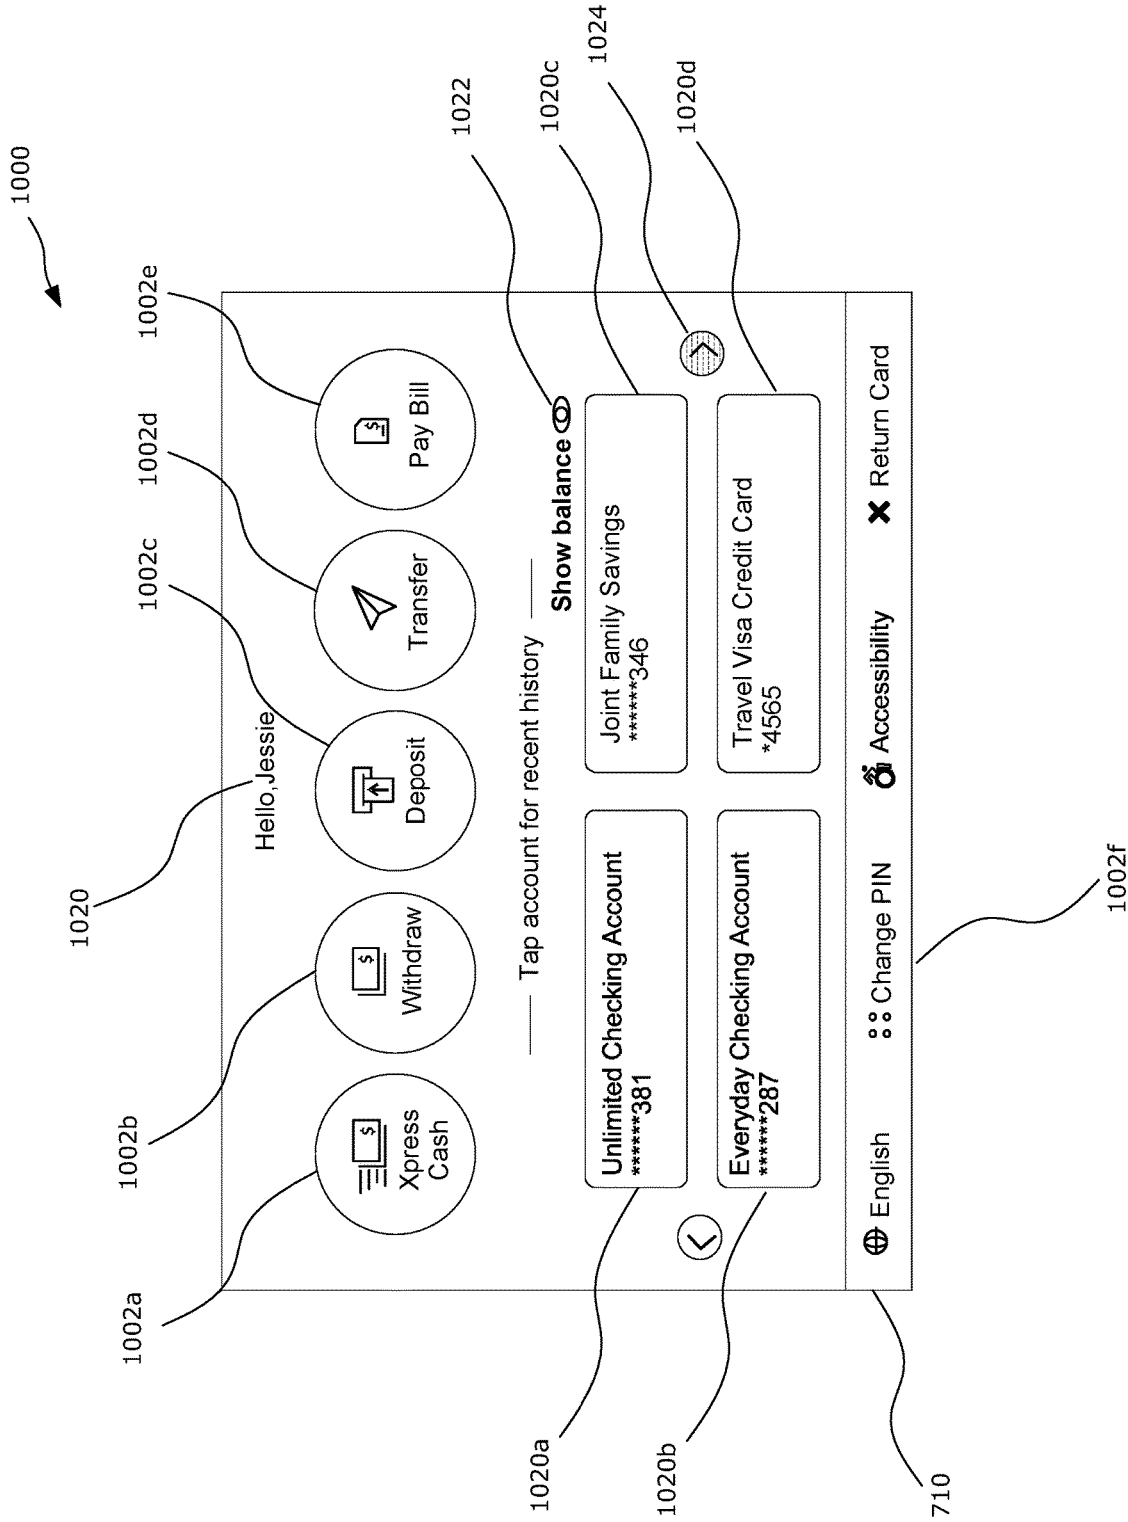 1000
1020
1002a
1002b
1002c
1002d
1002e
Hello,Jessie
$
Xpress
Cash
$
Withdraw
Deposit
Transfer
$
Pay Bill
Tap account for recent history
Show balance
1022
Unlimited Checking Account
******381
Joint Family Savings
******346
Everyday Checking Account
******287
Travel Visa Credit Card
*4565
English
Change PIN
Accessibility
Return Card
1020a
1020b
1020c
1024
1020d
710
1002f